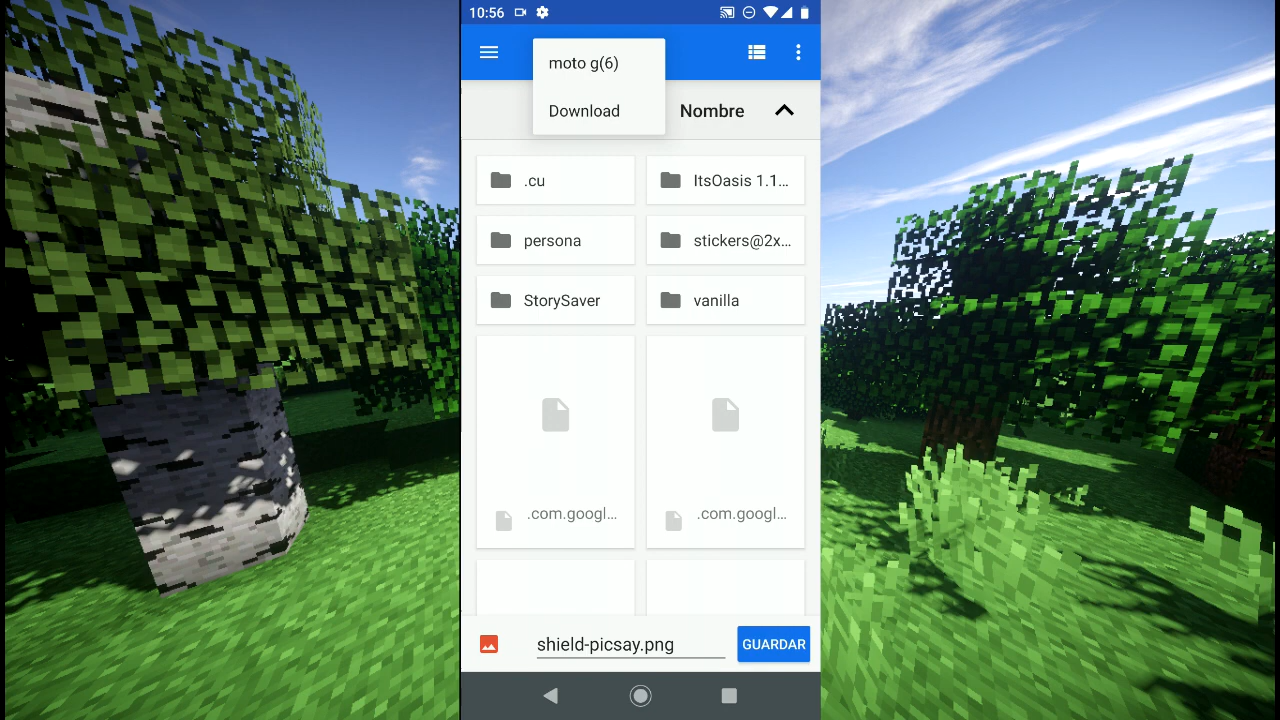 10:56
moto g(6)
Download
Nombre
.cu
ItsOasis 1.1...
persona
stickers@2x...
StorySaver
vanilla
.com.googl...
.com.googl...
shield-picsay.png
GUARDAR